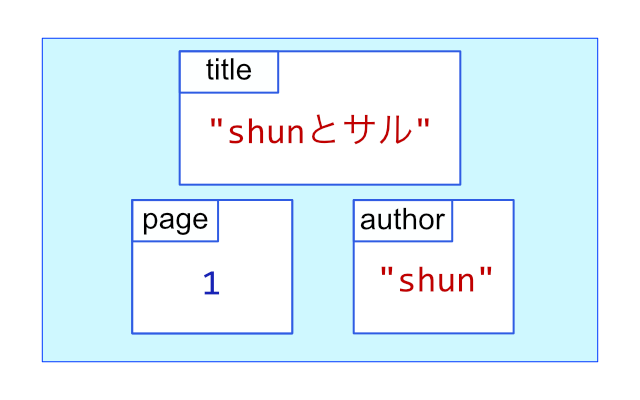 title
"shunとサル"
page
1
author
"shun"